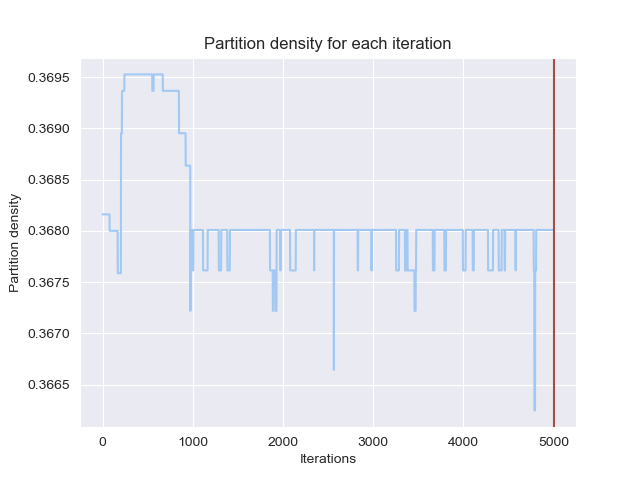 Partition density for each iteration
0.3695
0.3690
0.3685
0.3680
0.3675
0.3670
0.3665
Partition density
0 1000 2000 3000 4000 5000
Iterations